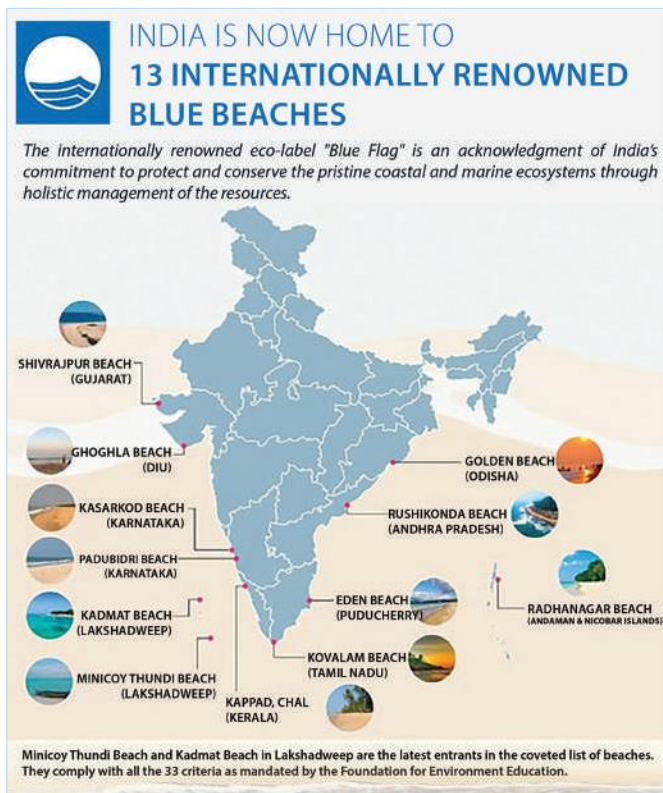 INDIA IS NOW HOME TO
13 INTERNATIONALLY RENOWNED
BLUE BEACHES
The internationally renowned eco-label "Blue Flag" is an acknowledgment of India's
commitment to protect and conserve the pristine coastal and marine ecosystems through
holistic management of the resources.
SHIVRAJPUR BEACH
(GUJARAT)
GHOGHLA BEACH
(DIU)
KASARKOD BEACH
(KARNATAKA)
PADUBIDRI BEACH
(KARNATAKA)
KADMAT BEACH
(LAKSHADWEEP)
MINICOY THUNDI BEACH
(LAKSHADWEEP)
KAPPAD, CHAL
(KERALA)
GOLDEN BEACH
(ODISHA)
RUSHIKONDA BEACH
(ANDHRA PRADESH)
EDEN BEACH
(PUDUCHERRY)
KOVALAM BEACH
(TAMIL NADU)
RADHANAGAR BEACH
(ANDAMAN & NICOBAR ISLANDS)
Minicoy Thundi Beach and Kadmat Beach in Lakshadweep are the latest entrants in the coveted list of beaches.
They comply with all the 33 criteria as mandated by the Foundation for Environment Education.